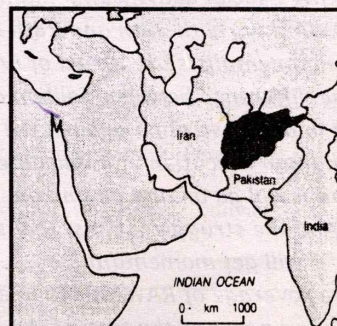 Iran
Pakistan
India
INDIAN OCEAN
0 · km 1000